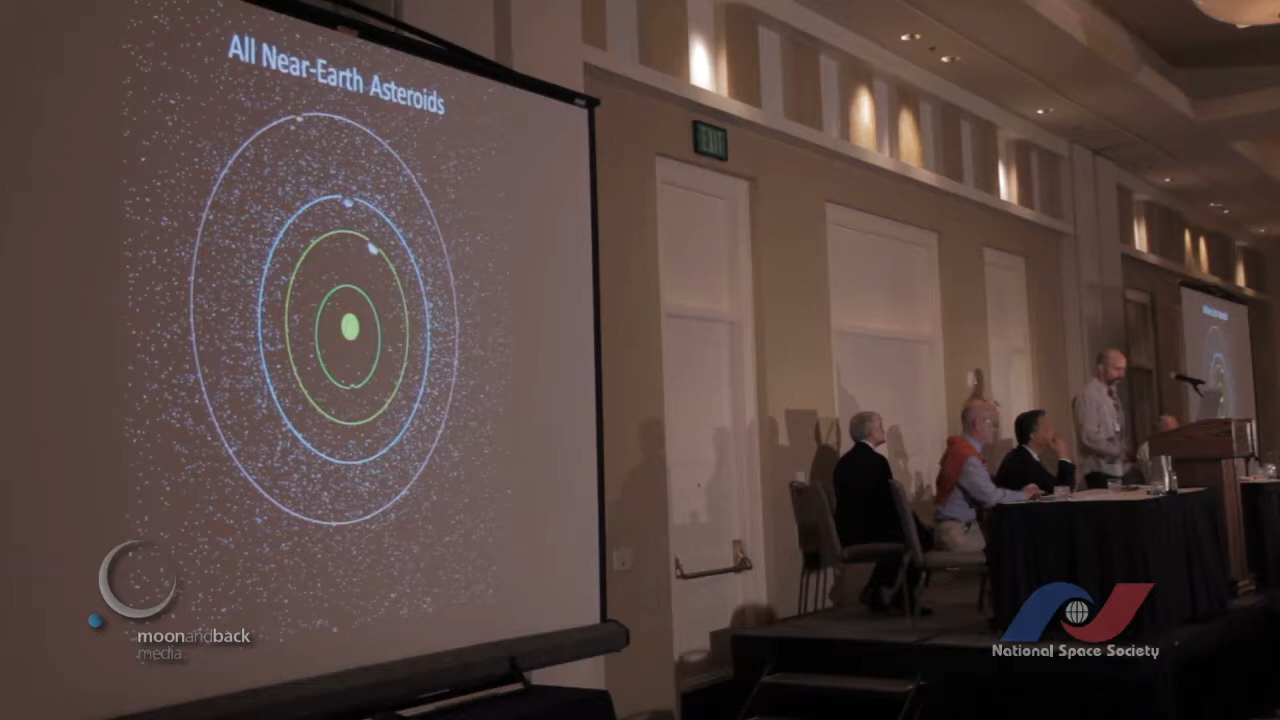 All Near-Earth Asteroids
EXIT
moonandback
media
National Space Society